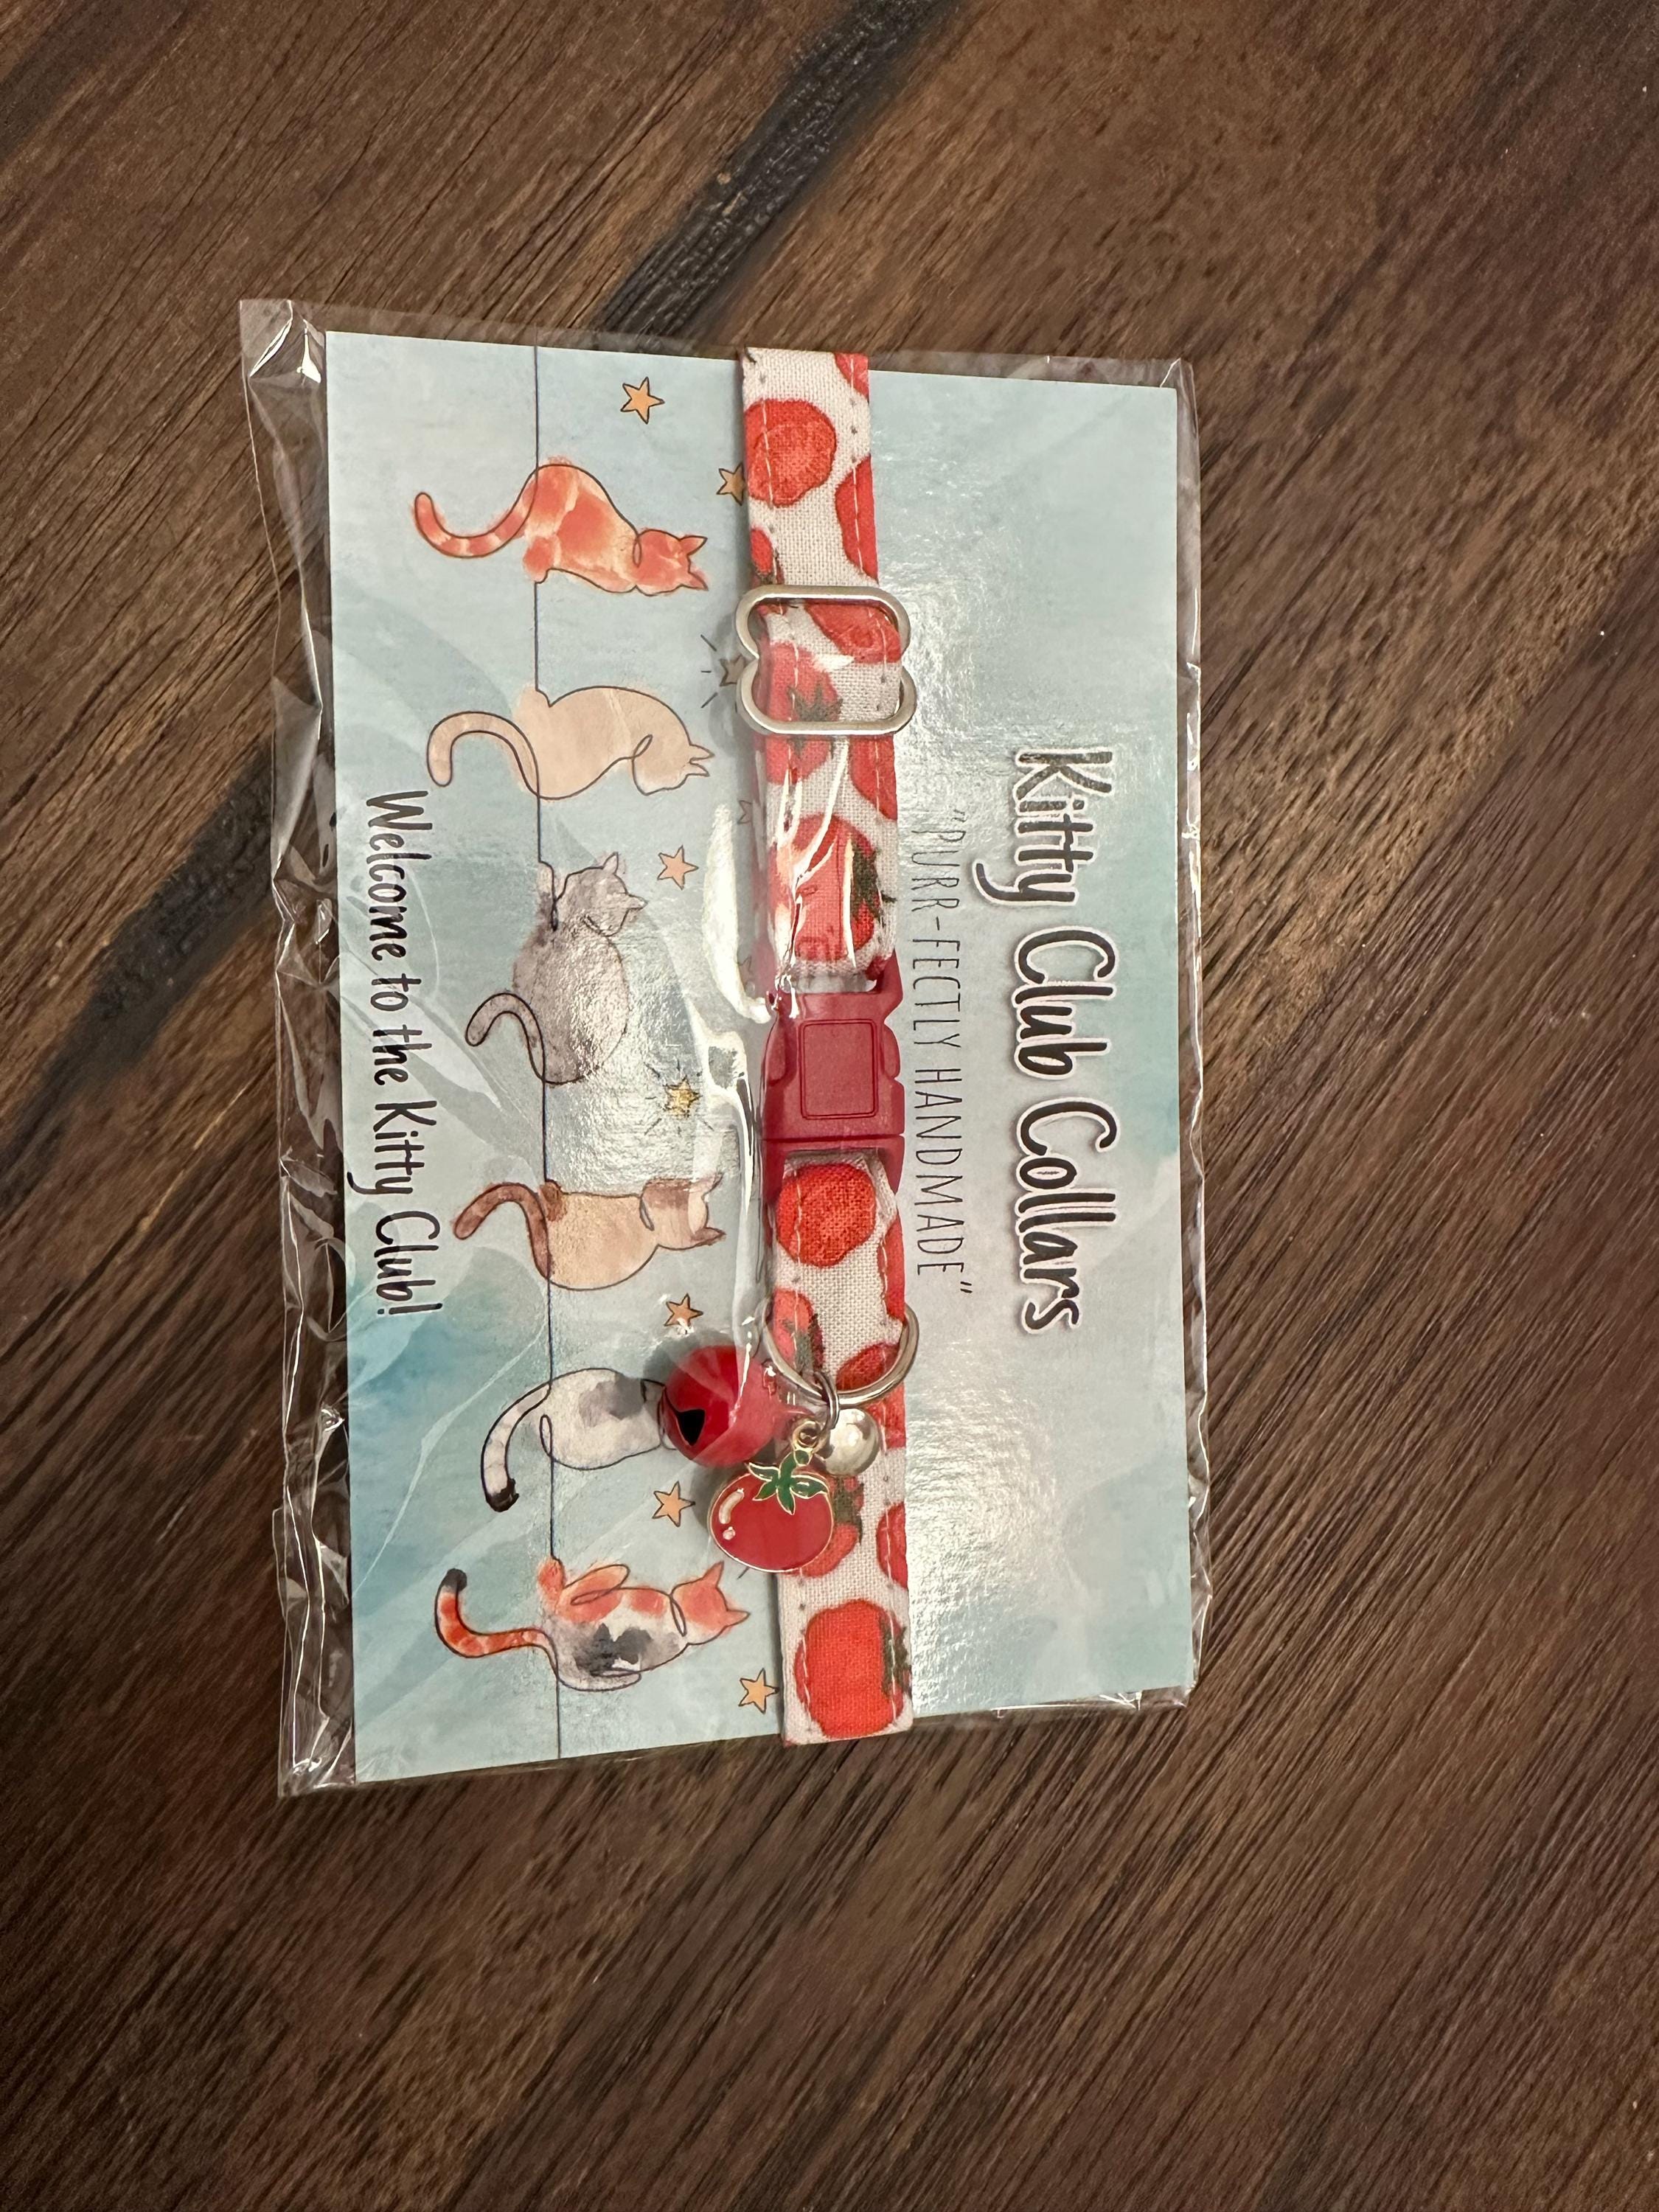 Kitty Club Collars
"PURR-FECTLY HANDMADE"
Welcome to the Kitty Club!